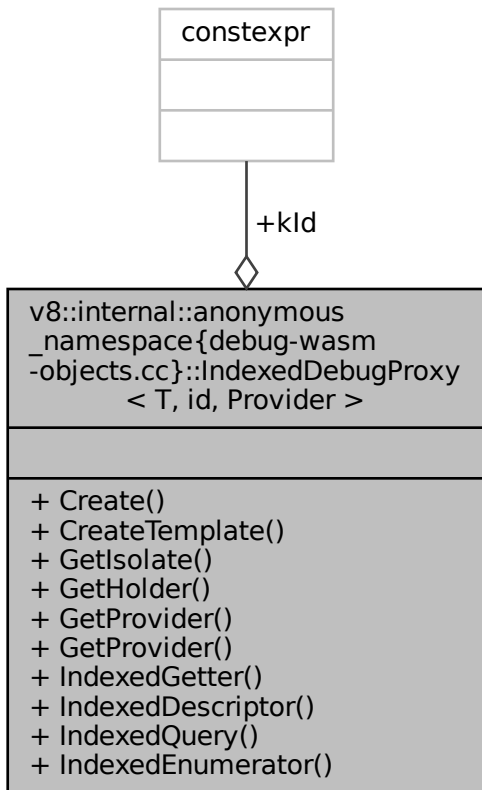 constexpr
+kId
v8::internal::anonymous
_namespace{debug-wasm
-objects.cc}::IndexedDebugProxy
< T, id, Provider >
+ Create()
+ CreateTemplate()
+ GetIsolate()
+ GetHolder()
+ GetProvider()
+ GetProvider()
+ IndexedGetter()
+ IndexedDescriptor()
+ IndexedQuery()
+ IndexedEnumerator()